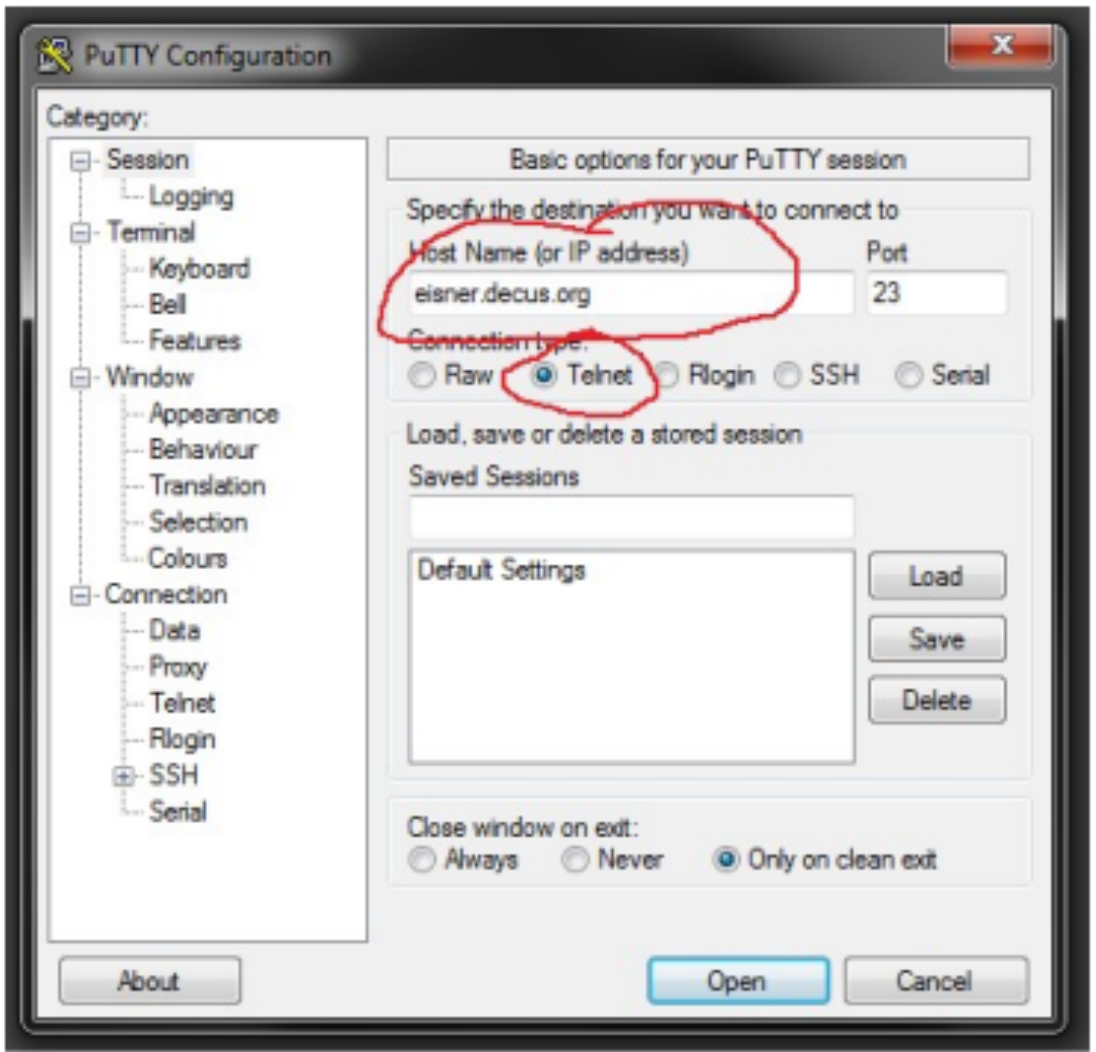 PuTTY Configuration
x
Category:
Session
Logging
Terminal
Keyboard
Bell
Features
Window
Appearance
Behaviour
Translation
Selection
Colours
Connection
Data
Proxy
Telnet
Rlogin
SSH
Serial
Basic options for your PuTTY session
Specify the destination you want to connect to
Host Name (or IP address) Port
eisner.decus.org 23
Connection type:
Raw Telnet Rlogin SSH Serial
Load, save or delete a stored session
Saved Sessions
Default Settings
Load
Save
Delete
Close window on exit:
Always Never Only on clean exit
About Open Cancel